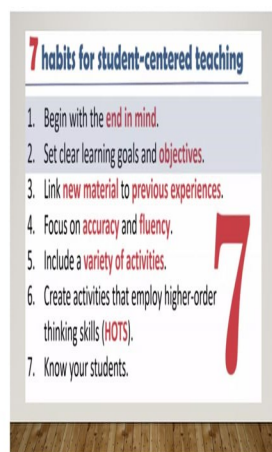 7 habits for student-centered teaching
1. Begin with the end in mind.
2. Set clear learning goals and objectives.
3. Link new material to previous experiences.
4. Focus on accuracy and fluency.
5. Include a variety of activities.
6. Create activities that employ higher-order
thinking skills (HOTS).
7. Know your students.
7